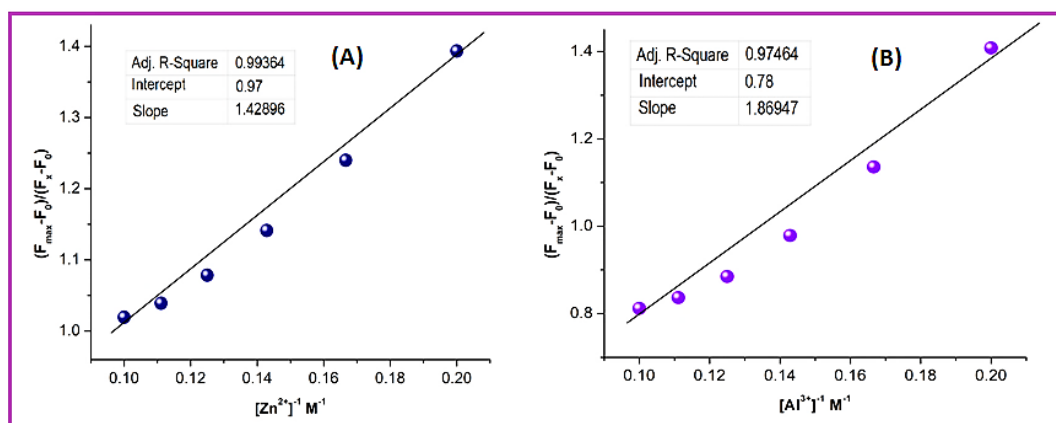 (A)
Adj. R-Square 0.99364
Intercept 0.97
Slope 1.42896
(F_max-F_0)/(F_x-F_0)
1.4
1.3
1.2
1.1
1.0
0.10 0.12 0.14 0.16 0.18 0.20
[Zn²⁺]⁻¹ M⁻¹
(B)
Adj. R-Square 0.97464
Intercept 0.78
Slope 1.86947
(F_max-F_0)/(F_x-F_0)
1.4
1.2
1.0
0.8
0.10 0.12 0.14 0.16 0.18 0.20
[Al³⁺]⁻¹ M⁻¹